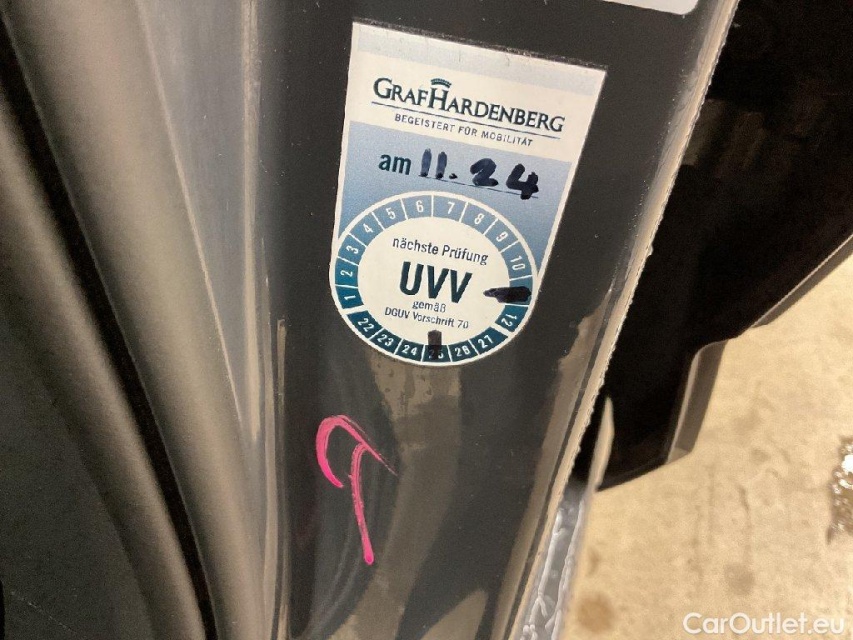 GRAFHARDENBERG
BEGEISTERT FÜR MOBILITÄT
am 11.24
1 2 3 4 5 6 7 8 9 10 12
nächste Prüfung
UVV
gemäß
DGUV Vorschrift 70
22 23 24 26 27
CarOutlet.eu